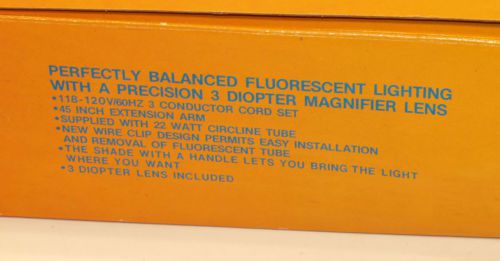 PERFECTLY BALANCED FLUORESCENT LIGHTING
WITH A PRECISION 3 DIOPTER MAGNIFIER LENS
•118-120V/60HZ 3 CONDUCTOR CORD SET
•45 INCH EXTENSION ARM
•SUPPLIED WITH 22 WATT CIRCLINE TUBE
•NEW WIRE CLIP DESIGN PERMITS EASY INSTALLATION
AND REMOVAL OF FLUORESCENT TUBE
•THE SHADE WITH A HANDLE LETS YOU BRING THE LIGHT
WHERE YOU WANT
•3 DIOPTER LENS INCLUDED